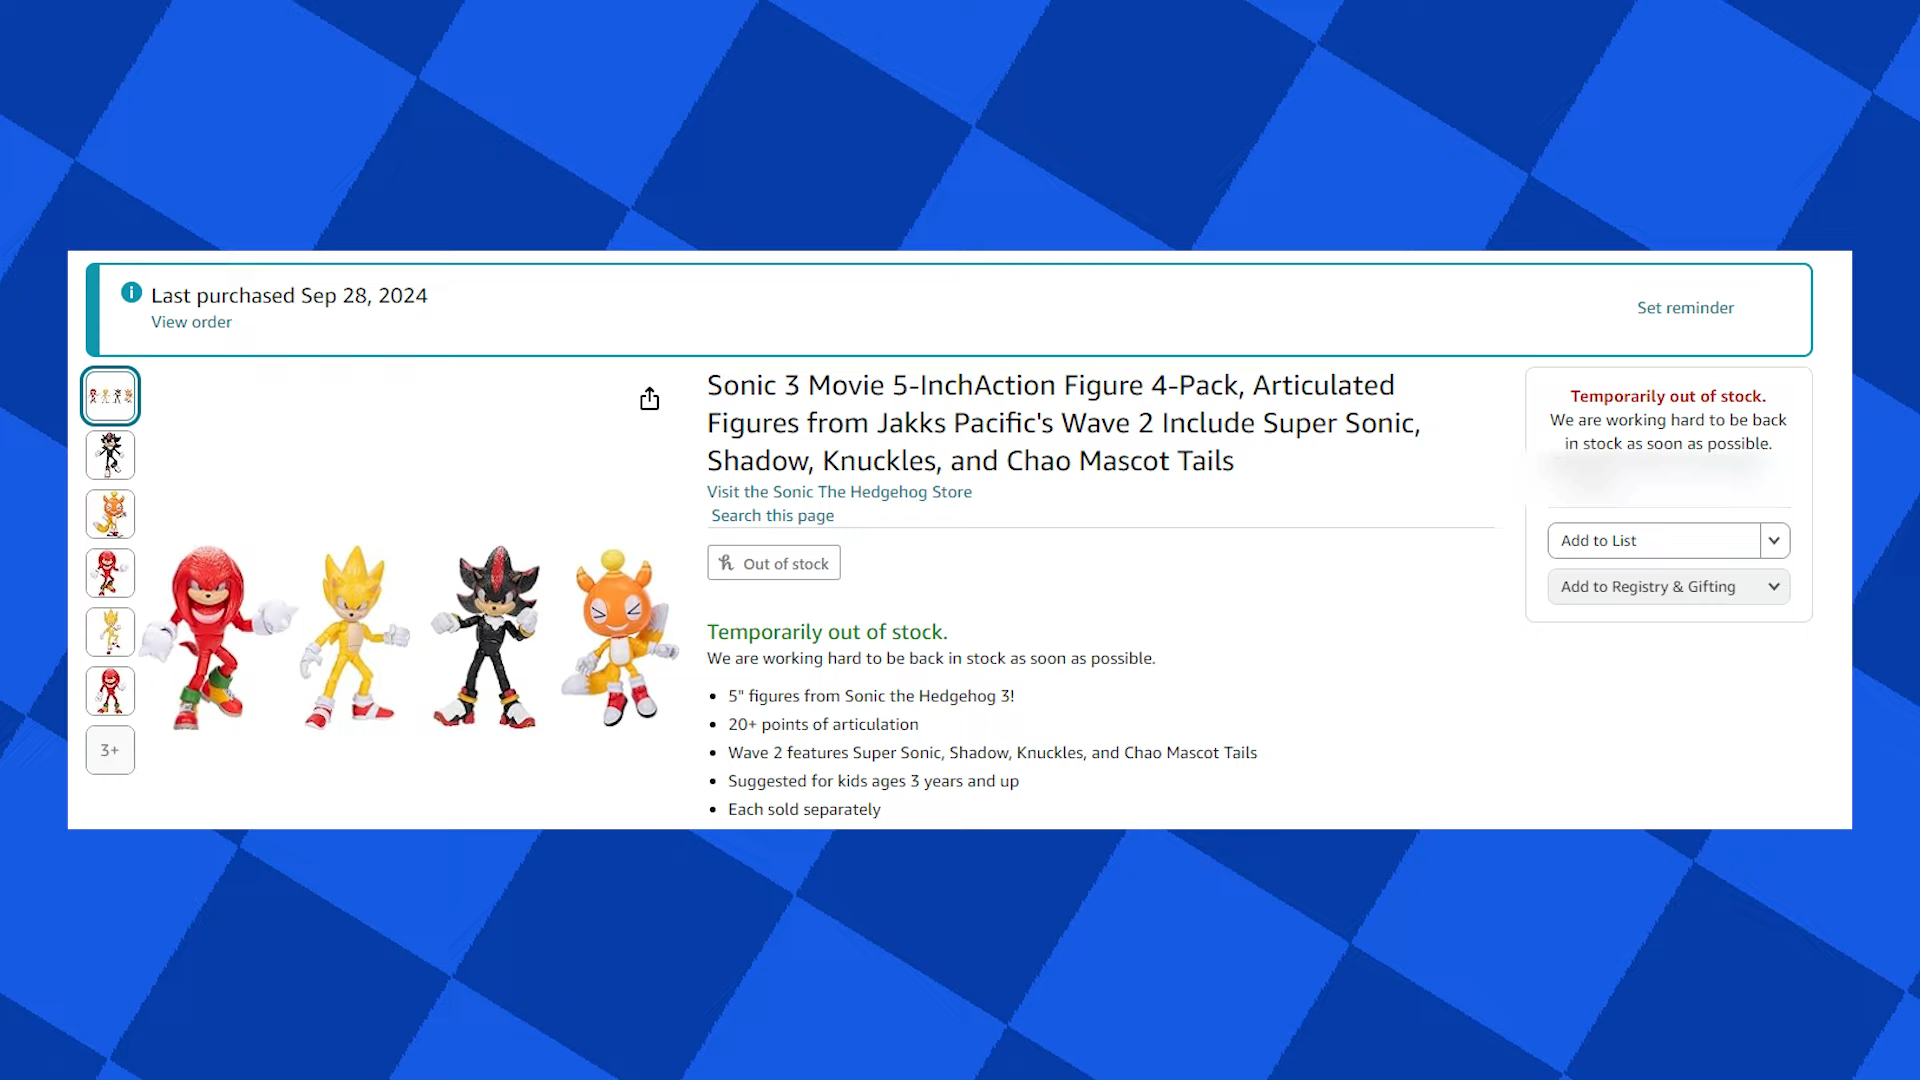 Last purchased Sep 28, 2024
View order
Set reminder
Sonic 3 Movie 5-InchAction Figure 4-Pack, Articulated
Figures from Jakks Pacific's Wave 2 Include Super Sonic,
Shadow, Knuckles, and Chao Mascot Tails
Visit the Sonic The Hedgehog Store
Search this page
Out of stock
Temporarily out of stock.
We are working hard to be back in stock as soon as possible.
• 5" figures from Sonic the Hedgehog 3!
• 20+ points of articulation
• Wave 2 features Super Sonic, Shadow, Knuckles, and Chao Mascot Tails
• Suggested for kids ages 3 years and up
• Each sold separately
3+
Temporarily out of stock.
We are working hard to be back
in stock as soon as possible.
Add to List
Add to Registry & Gifting